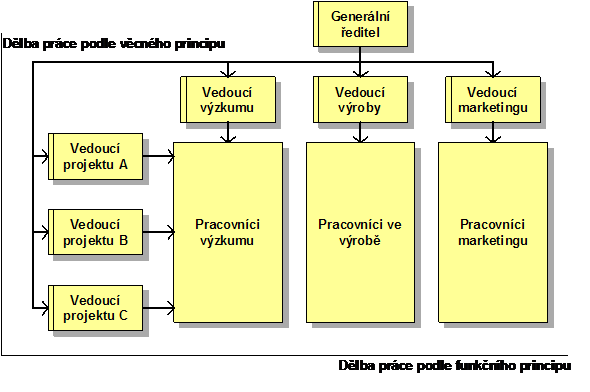 Generální
ředitel
Dělba práce podle věcného principu
Vedoucí
výzkumu
Vedoucí
výroby
Vedoucí
marketingu
Vedoucí
projektu A
Vedoucí
projektu B
Vedoucí
projektu C
Pracovníci
výzkumu
Pracovníci ve
výrobě
Pracovníci
marketingu
Dělba práce podle funkčního principu